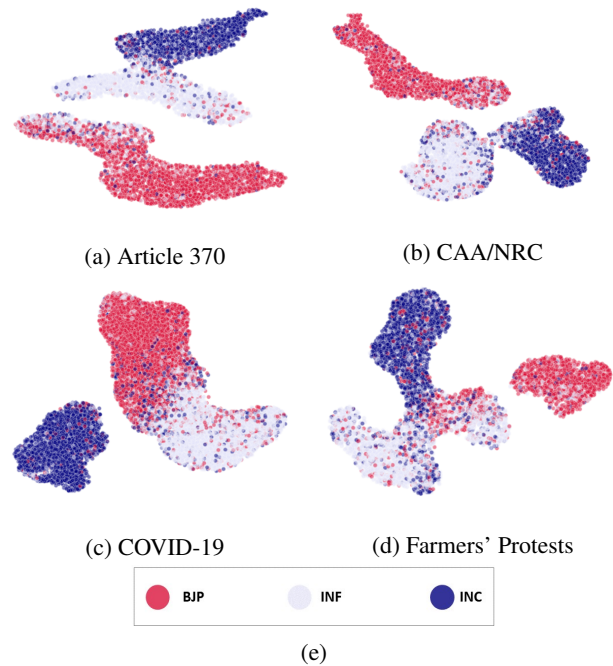 (a) Article 370
(b) CAA/NRC
(c) COVID-19
(d) Farmers’ Protests
BJP INF INC
(e)